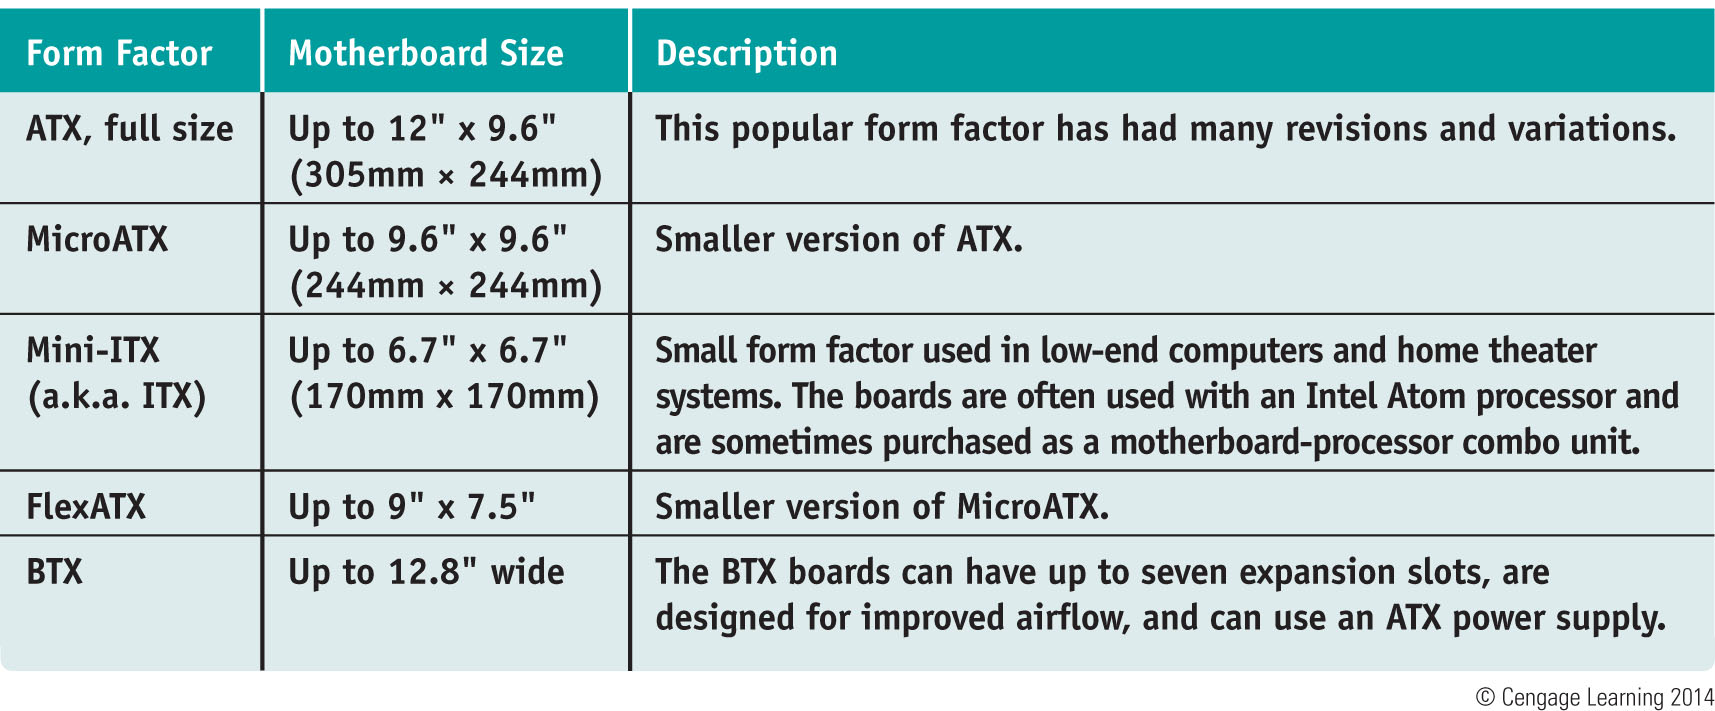 Form Factor Motherboard Size Description
ATX, full size Up to 12" x 9.6" This popular form factor has had many revisions and variations.
(305mm × 244mm)
MicroATX Up to 9.6" x 9.6" Smaller version of ATX.
(244mm × 244mm)
Mini-ITX Up to 6.7" x 6.7" Small form factor used in low-end computers and home theater
(a.k.a. ITX) (170mm x 170mm) systems. The boards are often used with an Intel Atom processor and
are sometimes purchased as a motherboard-processor combo unit.
FlexATX Up to 9" x 7.5" Smaller version of MicroATX.
BTX Up to 12.8" wide The BTX boards can have up to seven expansion slots, are
designed for improved airflow, and can use an ATX power supply.
© Cengage Learning 2014